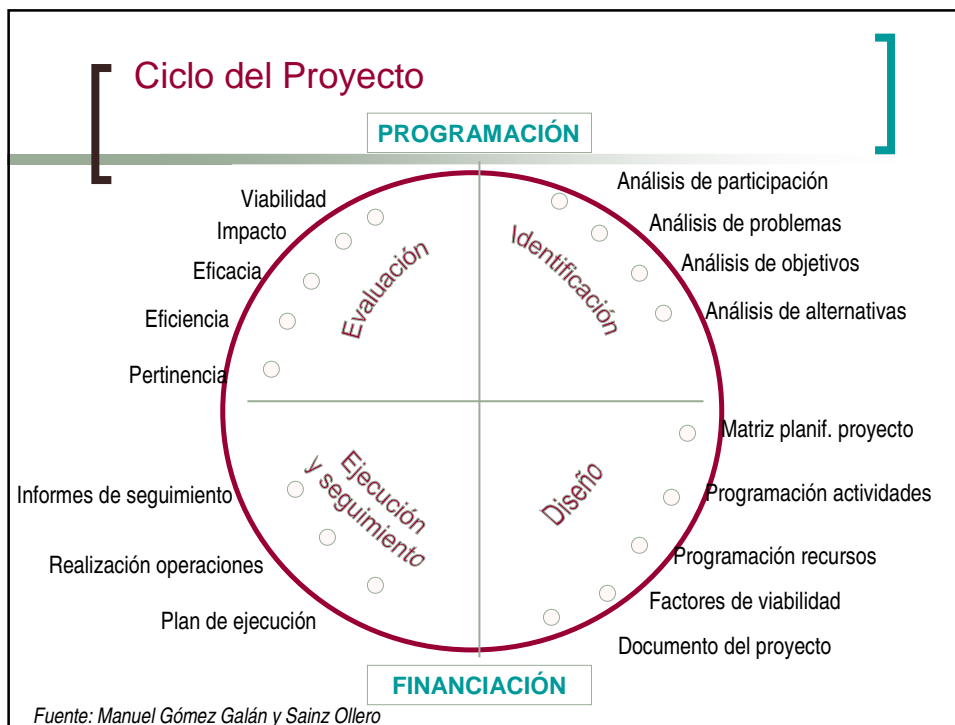 Ciclo del Proyecto
PROGRAMACIÓN
Viabilidad
Impacto
Eficacia
Eficiencia
Pertinencia
Evaluación
Identificación
Análisis de participación
Análisis de problemas
Análisis de objetivos
Análisis de alternativas
Informes de seguimiento
Realización operaciones
Plan de ejecución
Ejecución
y seguimiento
Diseño
Matriz planif. proyecto
Programación actividades
Programación recursos
Factores de viabilidad
Documento del proyecto
FINANCIACIÓN
Fuente: Manuel Gómez Galán y Sainz Ollero